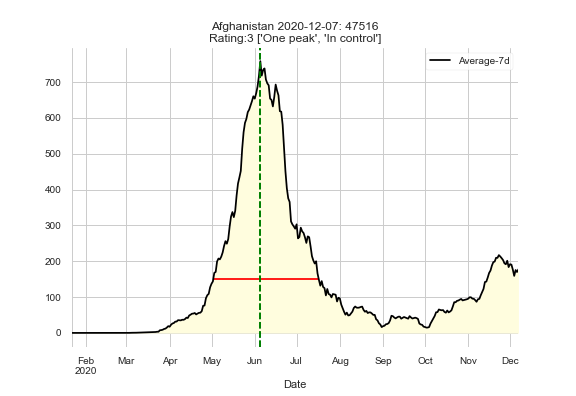 Afghanistan 2020-12-07: 47516
Rating:3 ['One peak', 'In control']
Average-7d
700
600
500
400
300
200
100
0
Feb
2020
Mar
Apr
May
Jun
Jul
Aug
Sep
Oct
Nov
Dec
Date